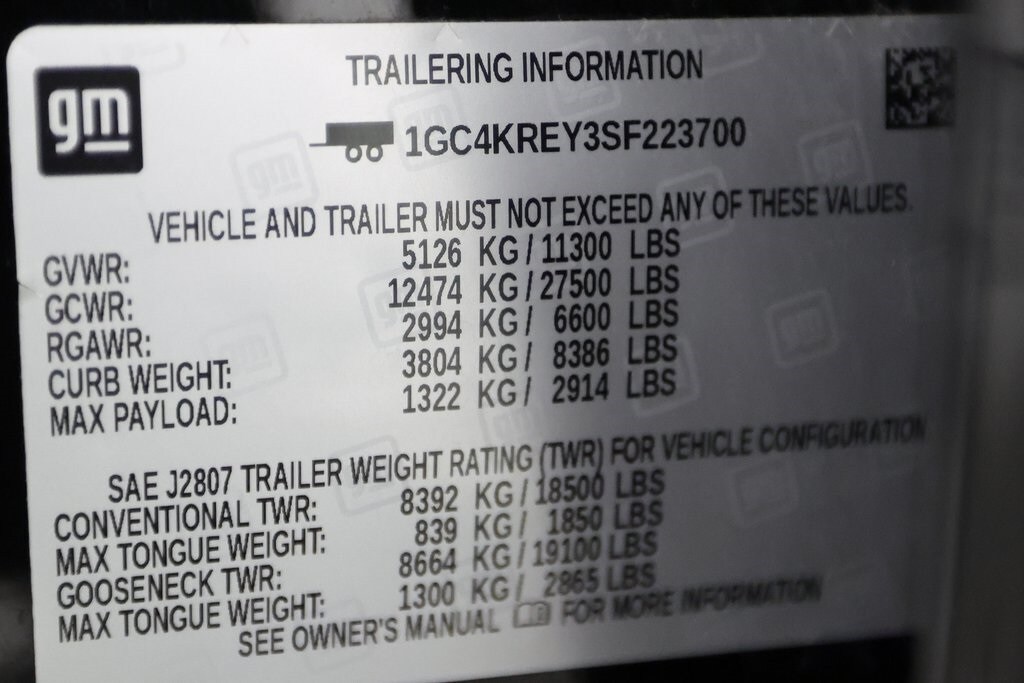 gm
TRAILERING INFORMATION
1GC4KREY3SF223700
VEHICLE AND TRAILER MUST NOT EXCEED ANY OF THESE VALUES.
GVWR: 5126 KG / 11300 LBS
GCWR: 12474 KG / 27500 LBS
RGAWR: 2994 KG / 6600 LBS
CURB WEIGHT: 3804 KG / 8386 LBS
MAX PAYLOAD: 1322 KG / 2914 LBS
SAE J2807 TRAILER WEIGHT RATING (TWR) FOR VEHICLE CONFIGURATION
CONVENTIONAL TWR: 8392 KG / 18500 LBS
MAX TONGUE WEIGHT: 839 KG / 1850 LBS
GOOSENECK TWR: 8664 KG / 19100 LBS
MAX TONGUE WEIGHT: 1300 KG / 2865 LBS
SEE OWNER'S MANUAL FOR MORE INFORMATION